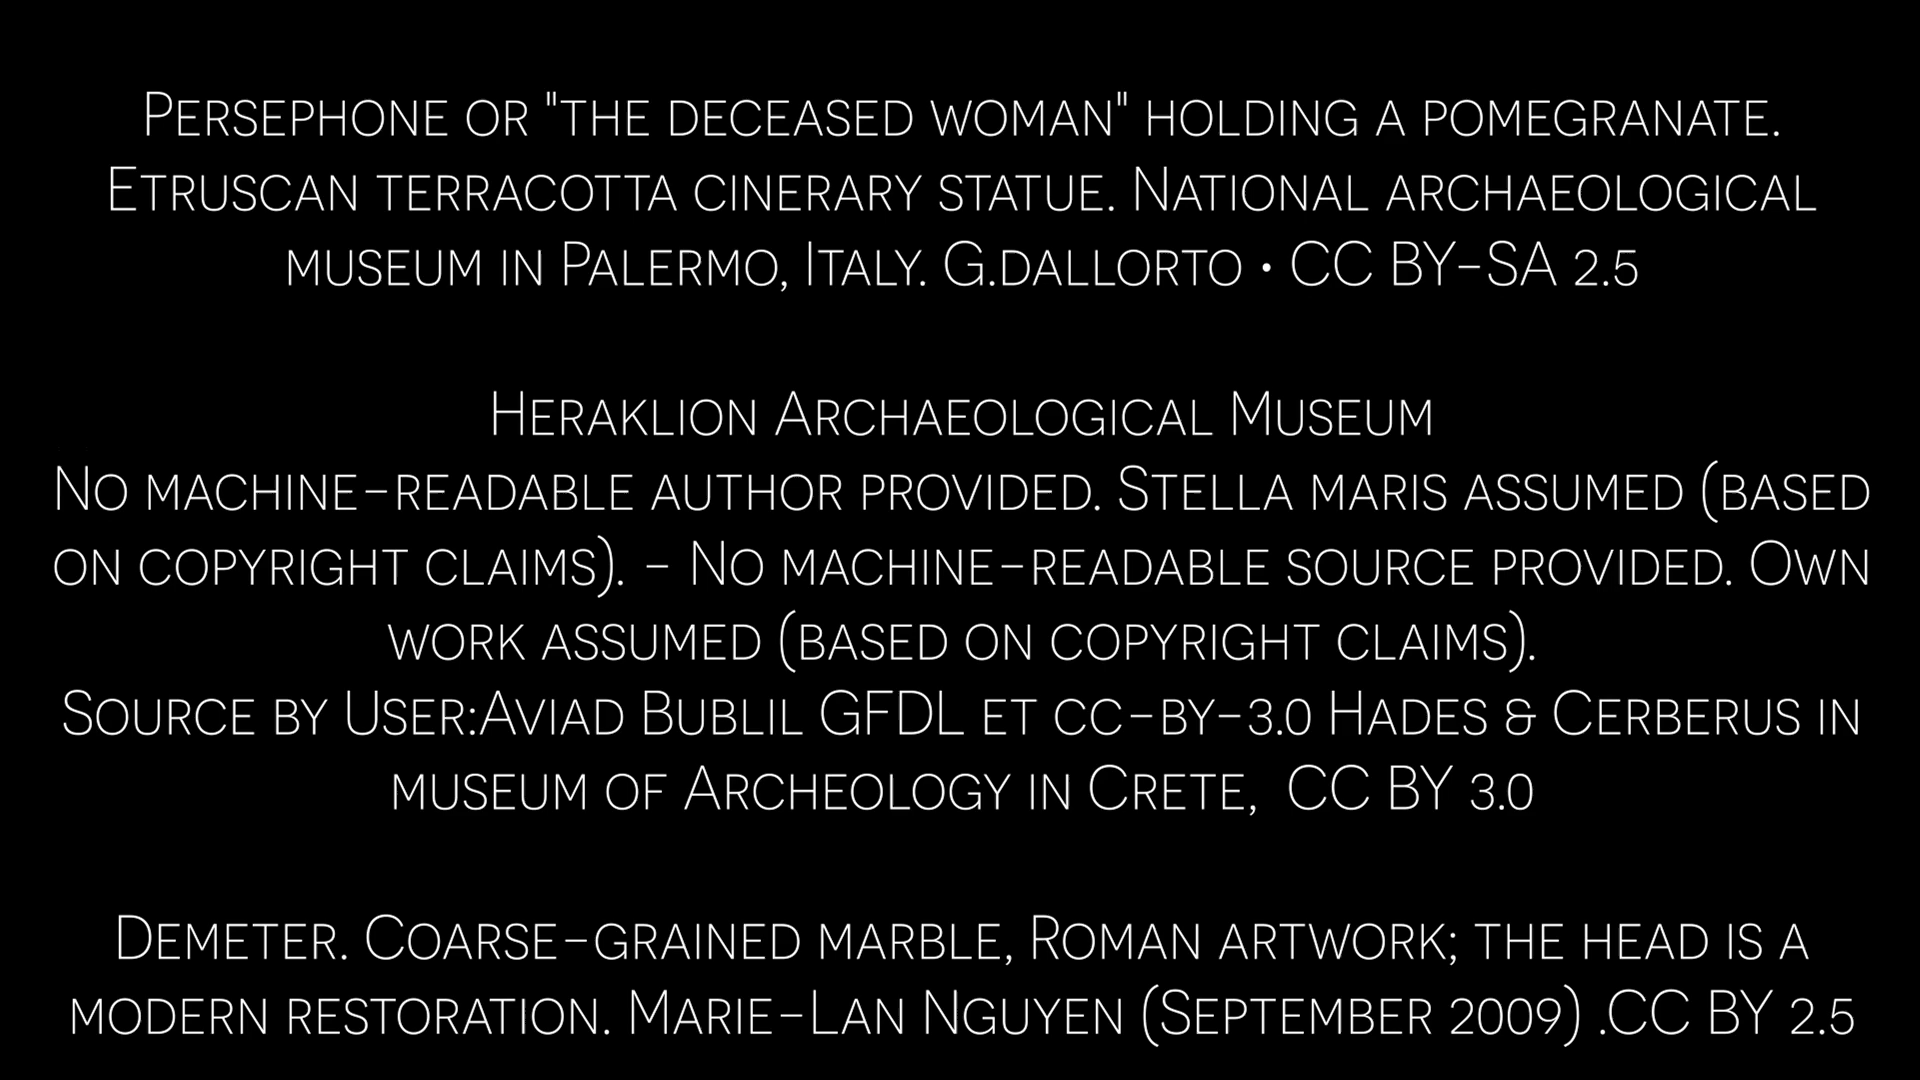 Persephone or "the deceased woman" holding a pomegranate.
Etruscan terracotta cinerary statue. National archaeological
museum in Palermo, Italy. G.dallorto • CC BY-SA 2.5
Heraklion Archaeological Museum
No machine-readable author provided. Stella maris assumed (based
on copyright claims). - No machine-readable source provided. Own
work assumed (based on copyright claims).
Source by User:Aviad Bublil GFDL et cc-by-3.0 Hades & Cerberus in
museum of Archeology in Crete,  CC BY 3.0
Demeter. Coarse-grained marble, Roman artwork; the head is a
modern restoration. Marie-Lan Nguyen (September 2009) .CC BY 2.5